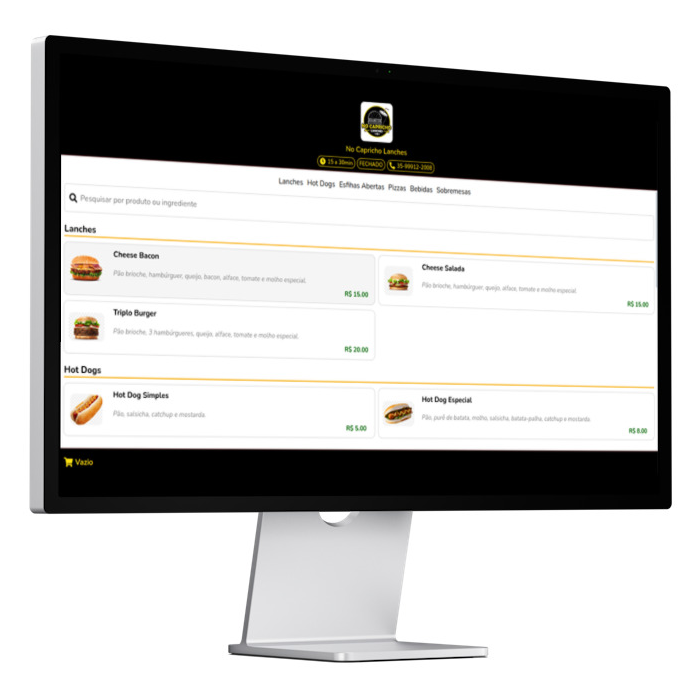 NO CAPRICHO
No Capricho Lanches
15 a 30min FECHADO 35-99912-2008
Lanches Hot Dogs Esfihas Abertas Pizzas Bebidas Sobremesas
Pesquisar por produto ou ingrediente
Lanches
Cheese Bacon
Pão brioche, hambúrguer, queijo, bacon, alface, tomate e molho especial.
R$ 15.00
Cheese Salada
Pão brioche, hambúrguer, queijo, alface, tomate e molho especial.
R$ 15.00
Triplo Burger
Pão brioche, 3 hambúrgueres, queijo, alface, tomate e molho especial.
R$ 20.00
Hot Dogs
Hot Dog Simples
Pão, salsicha, catchup e mostarda.
R$ 5.00
Hot Dog Especial
Pão, purê da batata, molho, salsicha, batata-palha, catchup e mostarda.
R$ 8.00
Vazio